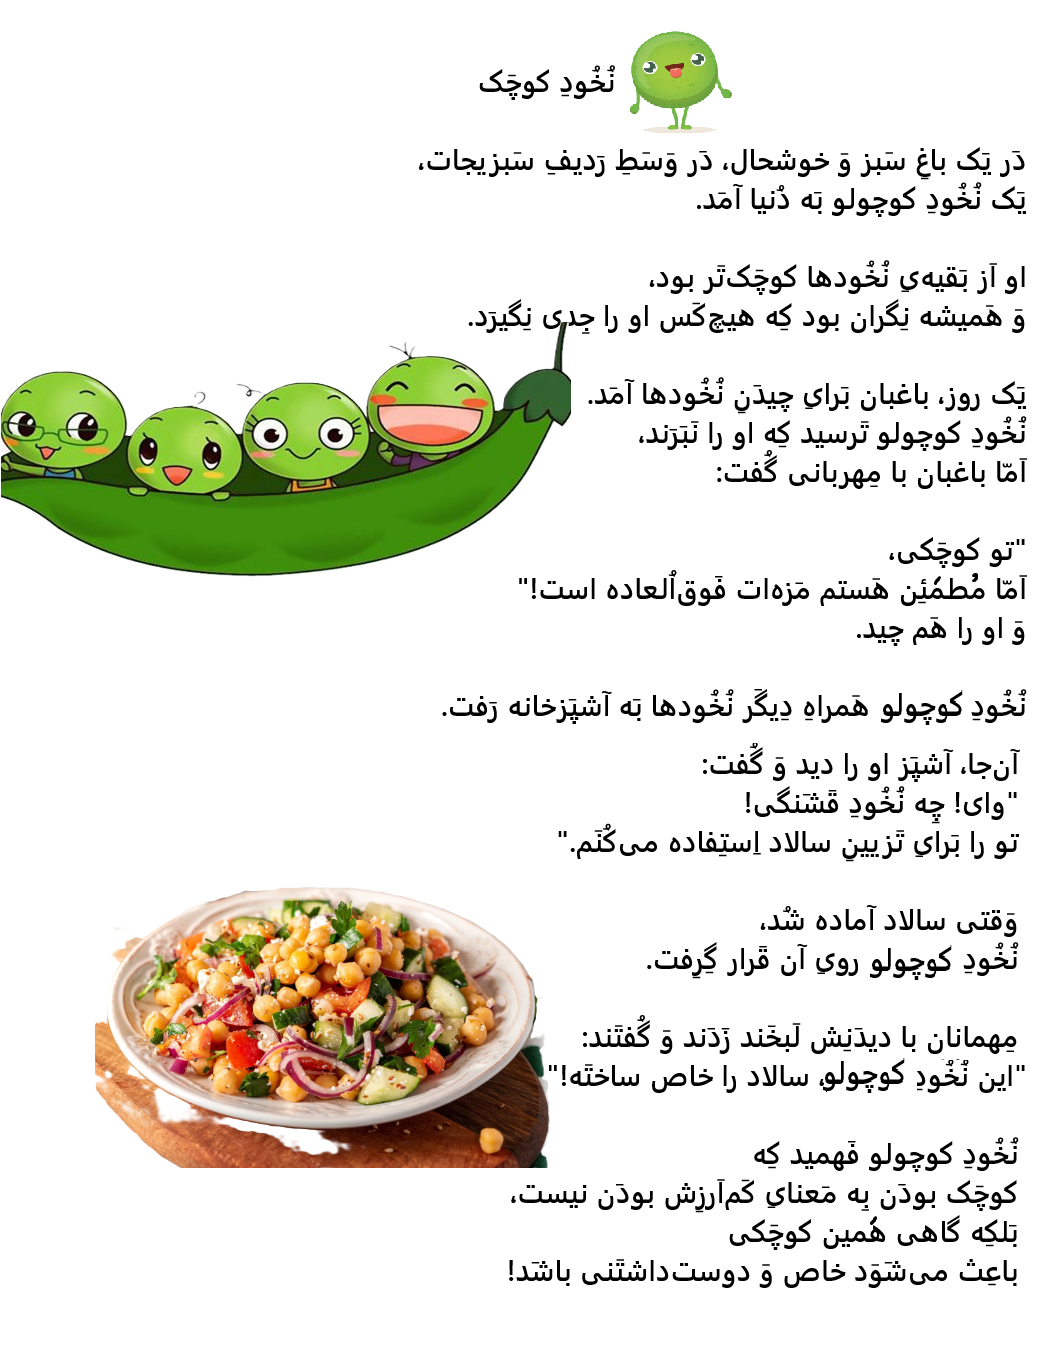 نُخُودِ کوچَک
دَر یَک باغِ سَبز وَ خوشحال، دَر وَسَطِ رَدیفِ سَبزیجات،
یَک نُخُودِ کوچولو بَه دُنیا آمَد.
او اَز بَقیه‌یِ نُخُودها کوچَک‌تَر بود،
وَ هَمیشه نِگران بود کِه هیچ‌کَس او را جِدی نِگیرَد.
یَک روز، باغبان بَرایِ چیدَنِ نُخُودها آمَد.
نُخُودِ کوچولو تَرسید کِه او را نَبَرَند،
اَمّا باغبان با مِهربانی گُفت:
"تو کوچَکی،
اَمّا مُطمَئِن هَستم مَزه‌ات فَوق‌اُلعاده است!"
وَ او را هَم چید.
نُخُودِ کوچولو هَمراهِ دِیگَر نُخُودها بَه آشپَزخانه رَفت.
آن‌جا، آشپَز او را دید وَ گُفت:
"وای! چِه نُخُودِ قَشَنگی!
تو را بَرایِ تَزیینِ سالاد اِستِفاده می‌کُنَم."
وَقتی سالاد آماده شُد،
نُخُودِ کوچولو رویِ آن قَرار گِرِفت.
مِهمانان با دیدَنِش لَبخَند زَدَند وَ گُفتَند:
"این نُخُودِ کوچولو، سالاد را خاص ساختَه!"
نُخُودِ کوچولو فَهمید کِه
کوچَک بودَن بِه مَعنایِ کَم‌اَرزِش بودَن نیست،
بَلکِه گاهی هَمین کوچَکی
باعِث می‌شَوَد خاص وَ دوست‌داشتَنی باشَد!